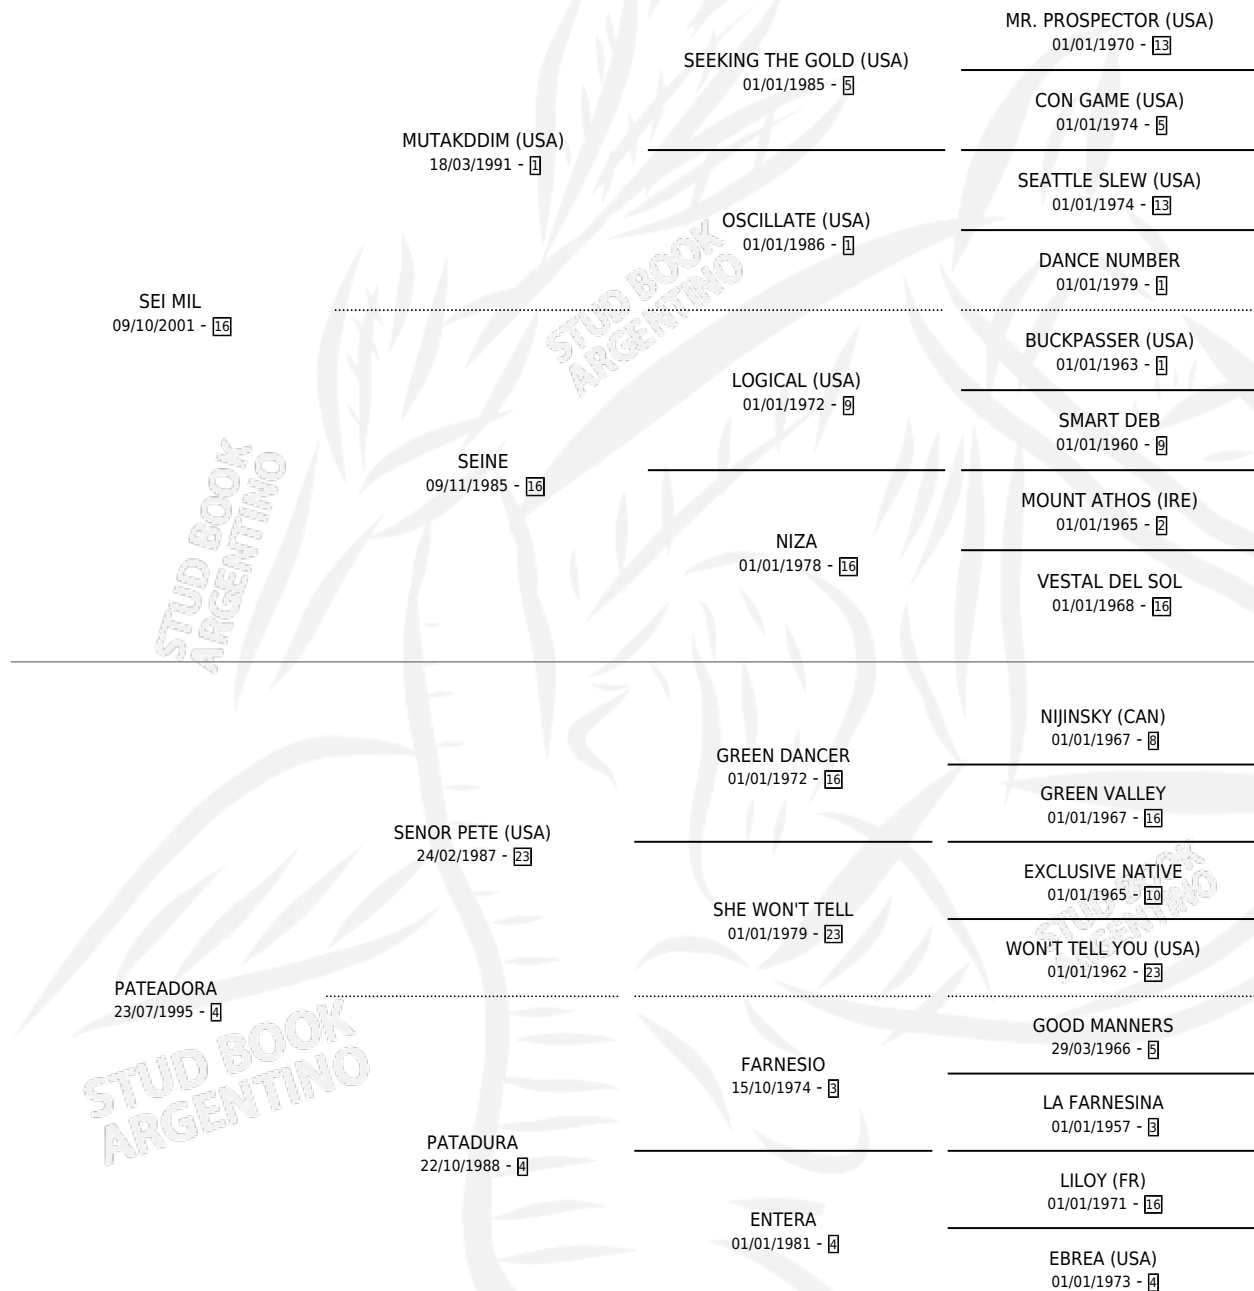 MR. PROSPECTOR (USA)
01/01/1970 - 13
SEEKING THE GOLD (USA)
01/01/1985 - 5
CON GAME (USA)
01/01/1974 - 5
MUTAKDDIM (USA)
18/03/1991 - 1
SEATTLE SLEW (USA)
01/01/1974 - 13
OSCILLATE (USA)
01/01/1986 - 1
DANCE NUMBER
01/01/1979 - 1
SEI MIL
09/10/2001 - 16
BUCKPASSER (USA)
01/01/1963 - 1
LOGICAL (USA)
01/01/1972 - 9
SMART DEB
01/01/1960 - 9
SEINE
09/11/1985 - 16
MOUNT ATHOS (IRE)
01/01/1965 - 2
NIZA
01/01/1978 - 16
VESTAL DEL SOL
01/01/1968 - 16
NIJINSKY (CAN)
01/01/1967 - 8
GREEN DANCER
01/01/1972 - 16
GREEN VALLEY
01/01/1967 - 16
SENOR PETE (USA)
24/02/1987 - 23
EXCLUSIVE NATIVE
01/01/1965 - 10
SHE WON'T TELL
01/01/1979 - 23
WON'T TELL YOU (USA)
01/01/1962 - 23
PATEADORA
23/07/1995 - 4
GOOD MANNERS
29/03/1966 - 5
FARNESIO
15/10/1974 - 3
LA FARNESINA
01/01/1957 - 3
PATADURA
22/10/1988 - 4
LILOY (FR)
01/01/1971 - 16
ENTERA
01/01/1981 - 4
EBREA (USA)
01/01/1973 - 4
STUD BOOK
ARGENTINO
STUD BOOK
ARGENTINO
STUD BOOK
ARGENTINO
STUD BOOK
ARGENTINO